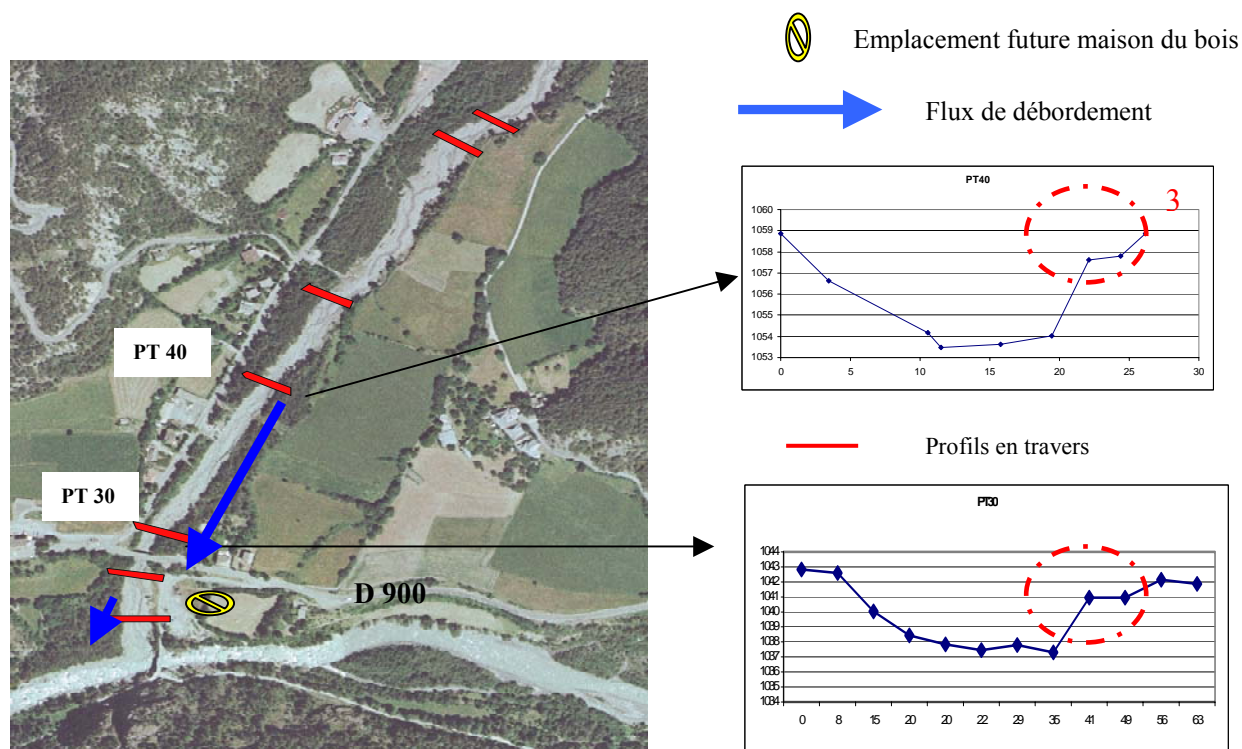 Emplacement future maison du bois
Flux de débordement
PT40
3
1060
1059
1058
1057
1056
1055
1054
1053
0 5 10 15 20 25 30
PT 40
Profils en travers
PT 30
PT30
1044
1043
1042
1041
1040
1039
1038
1037
1036
1035
1034
0 8 15 20 20 22 29 35 41 49 56 63
D 900